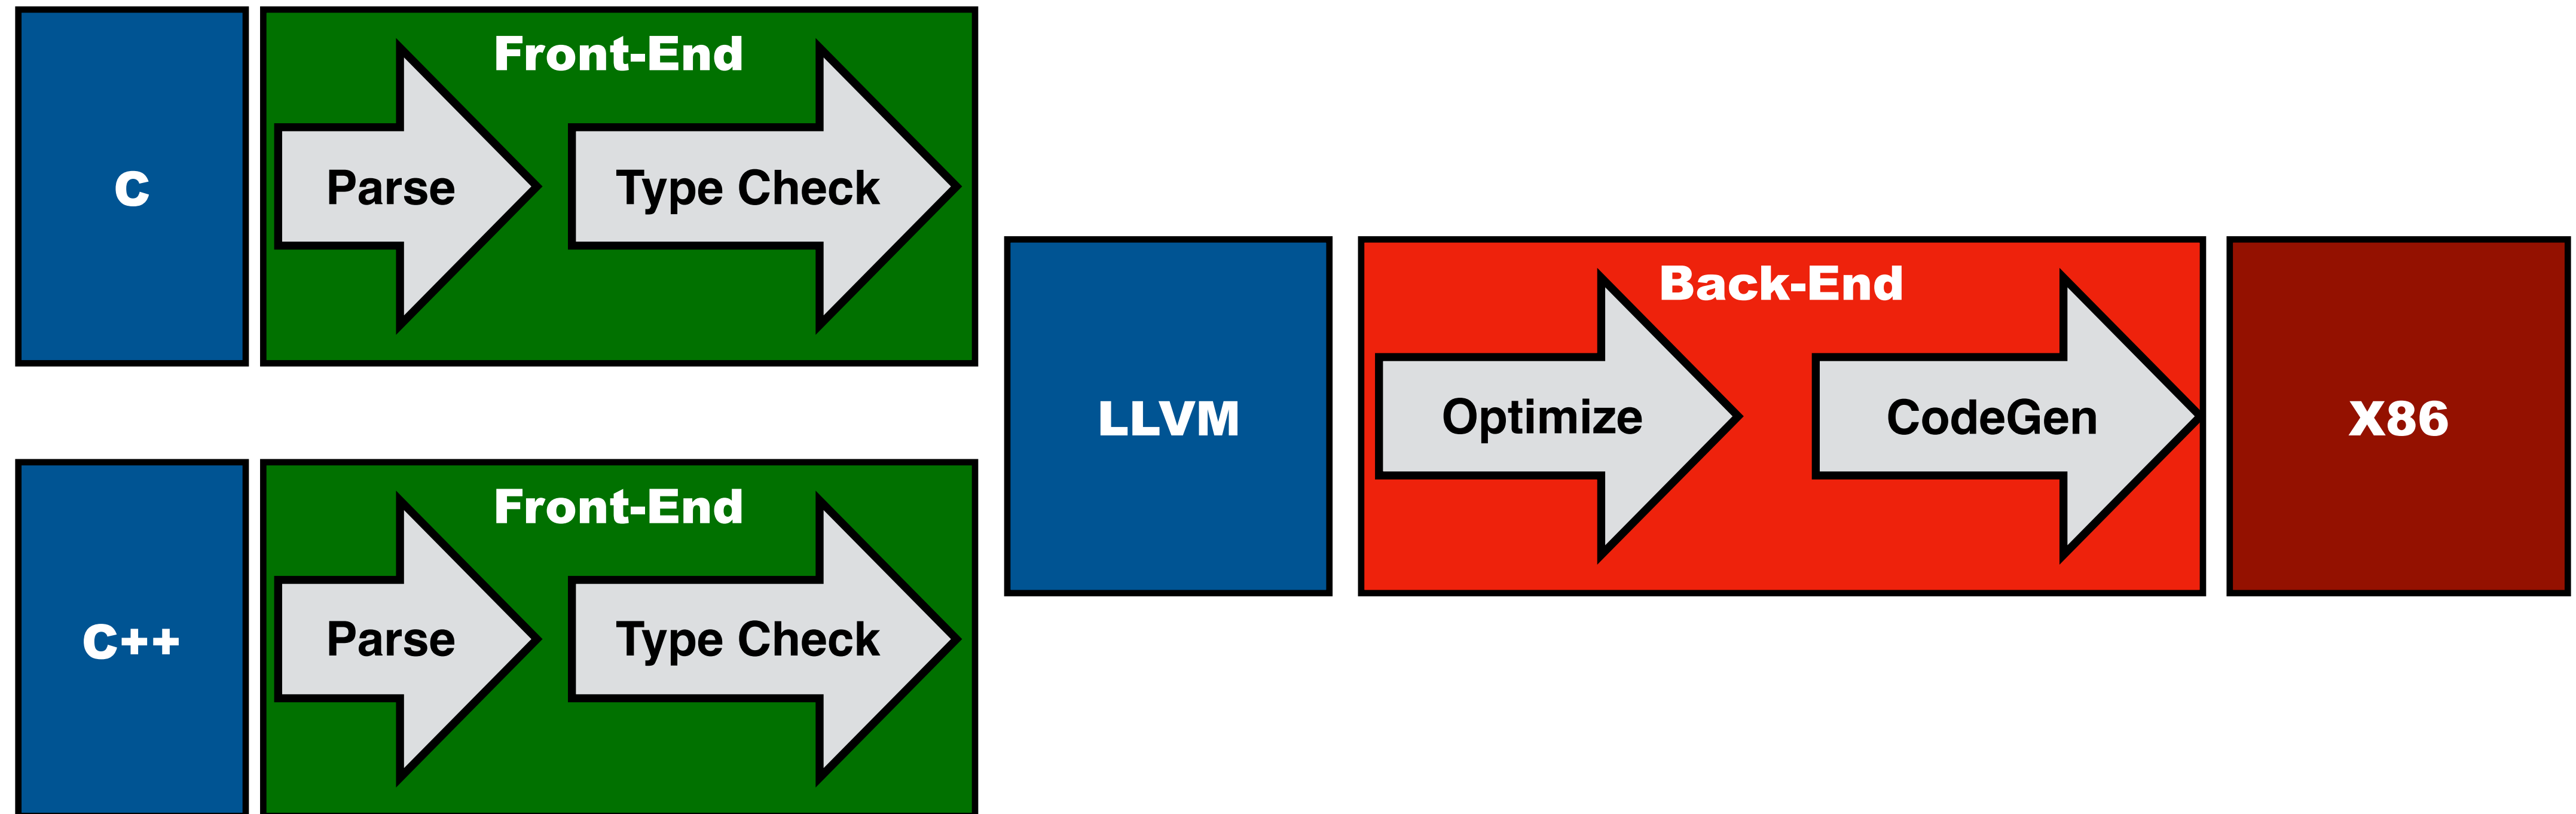 Front-End
C
Parse
Type Check
LLVM
Back-End
Optimize
CodeGen
X86
Front-End
C++
Parse
Type Check